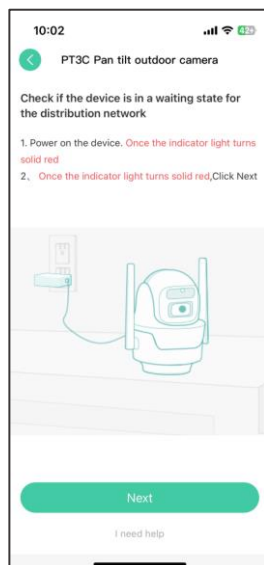 10:02
42
PT3C Pan tilt outdoor camera
Check if the device is in a waiting state for
the distribution network
1. Power on the device. Once the indicator light turns
solid red
2、 Once the indicator light turns solid red,Click Next
Next
I need help